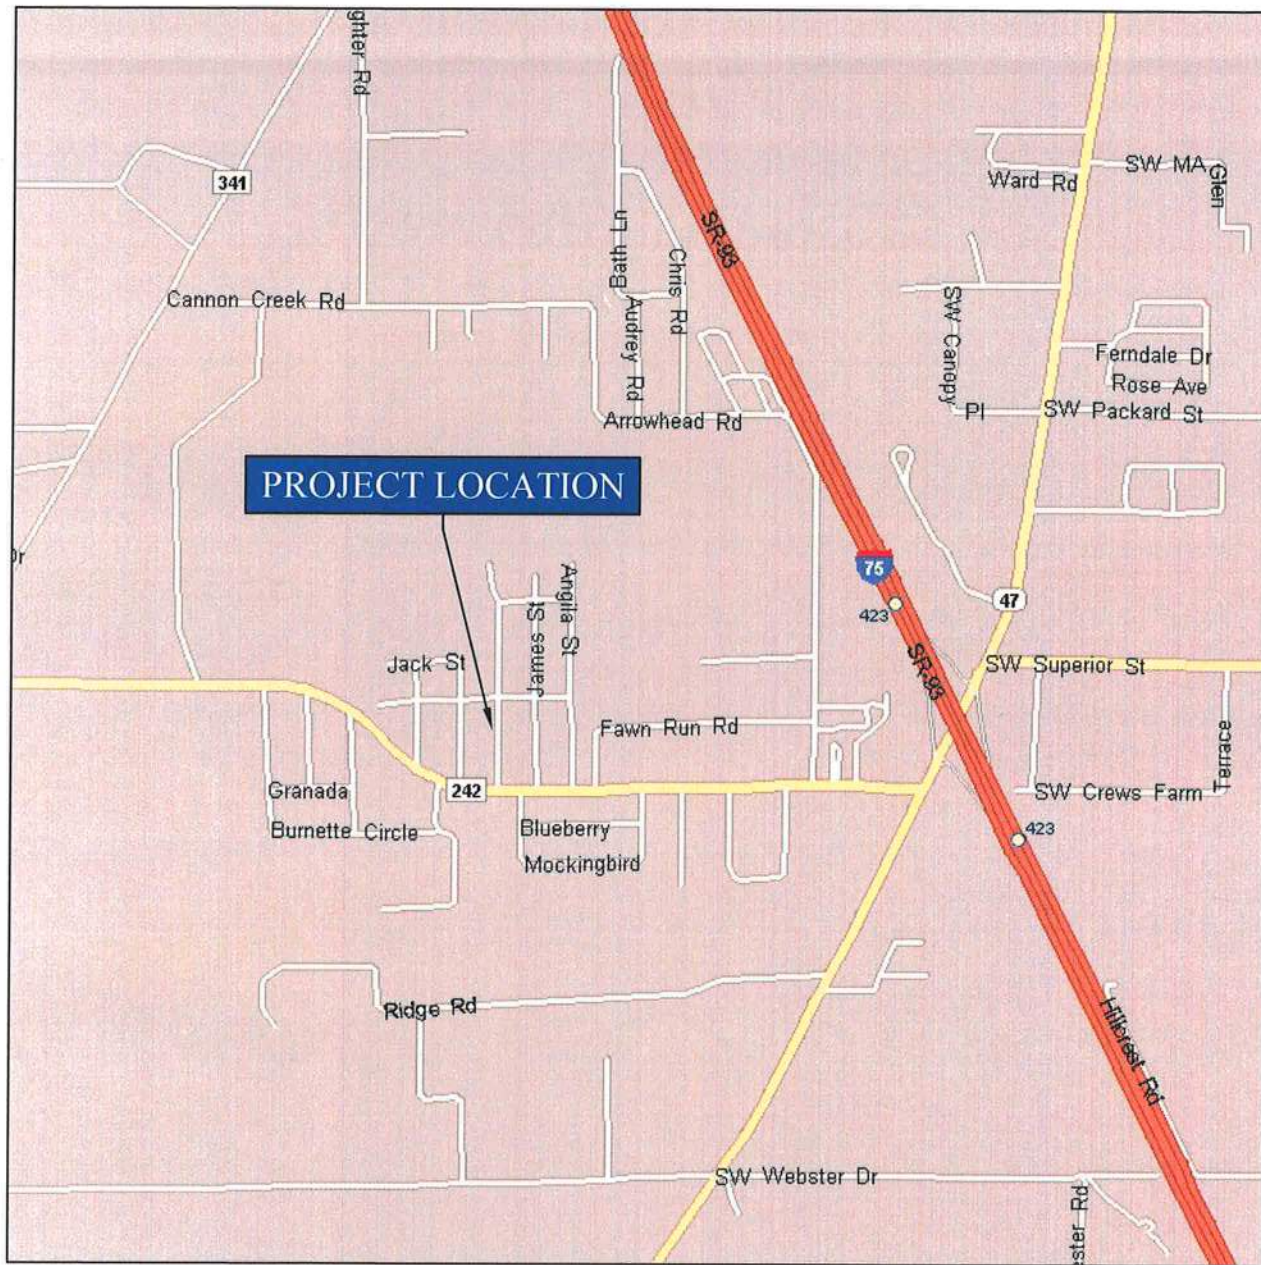 ghter Rd
341
SW MA
Glen
Ward Rd
SR-93
Bath Ln
Chris Rd
Cannon Creek Rd
Audrey Rd
SW Canopy
Pl
Ferndale Dr
Rose Ave
SW Packard St
Arrowhead Rd
PROJECT LOCATION
Dr
75
423
47
Angila St
James St
Jack St
SR-93
SW Superior St
Fawn Run Rd
Terrace
Granada
242
SW Crews Farm
Burnette Circle
Blueberry
423
Mockingbird
Ridge Rd
Hillcrest Rd
SW Webster Dr
ester Rd